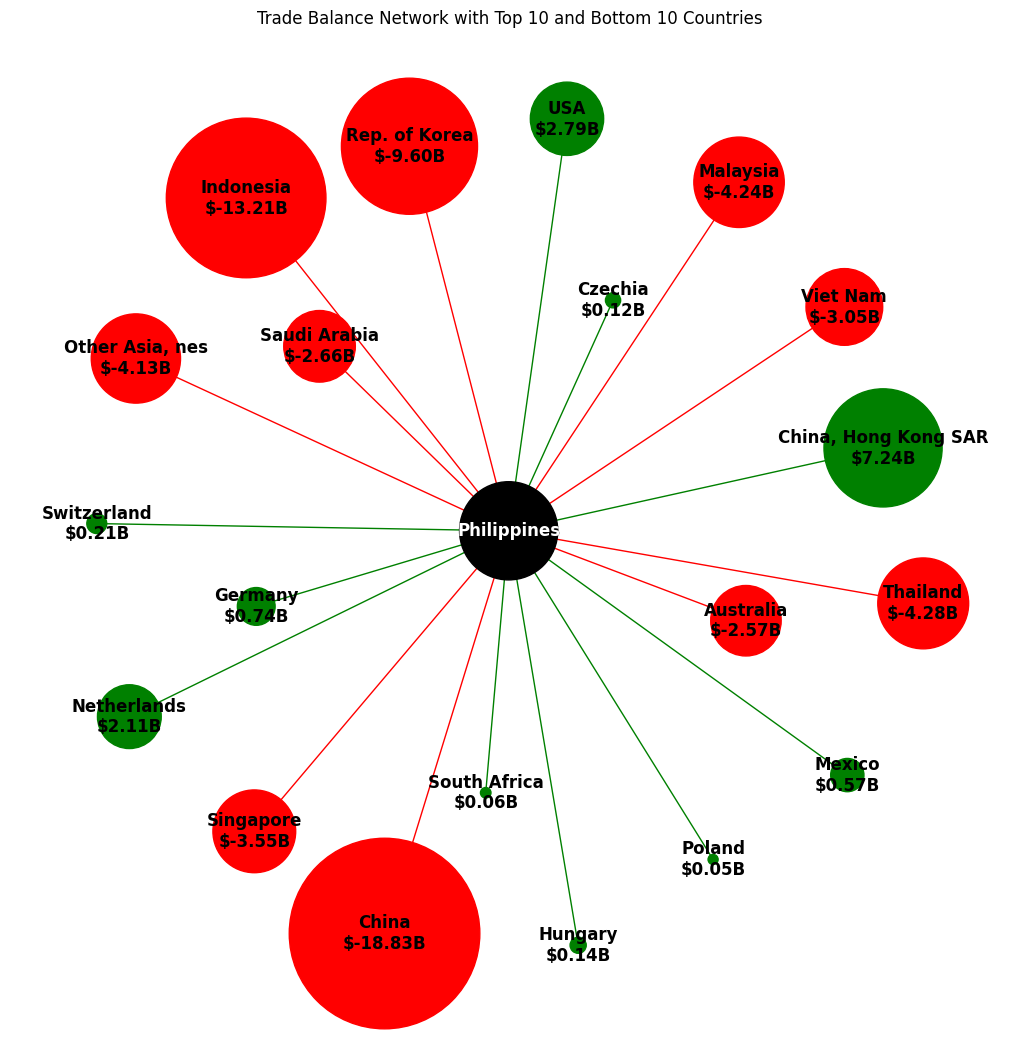 Trade Balance Network with Top 10 and Bottom 10 Countries
USA
$2.79B
Rep. of Korea
$-9.60B
Malaysia
$-4.24B
Indonesia
$-13.21B
Czechia
$0.12B
Viet Nam
$-3.05B
Saudi Arabia
$-2.66B
Other Asia, nes
$-4.13B
China, Hong Kong SAR
$7.24B
Switzerland
$0.21B
Philippines
Germany
$0.74B
Thailand
$-4.28B
Australia
$-2.57B
Netherlands
$2.11B
Mexico
$0.57B
South Africa
$0.06B
Singapore
$-3.55B
Poland
$0.05B
China
$-18.83B
Hungary
$0.14B